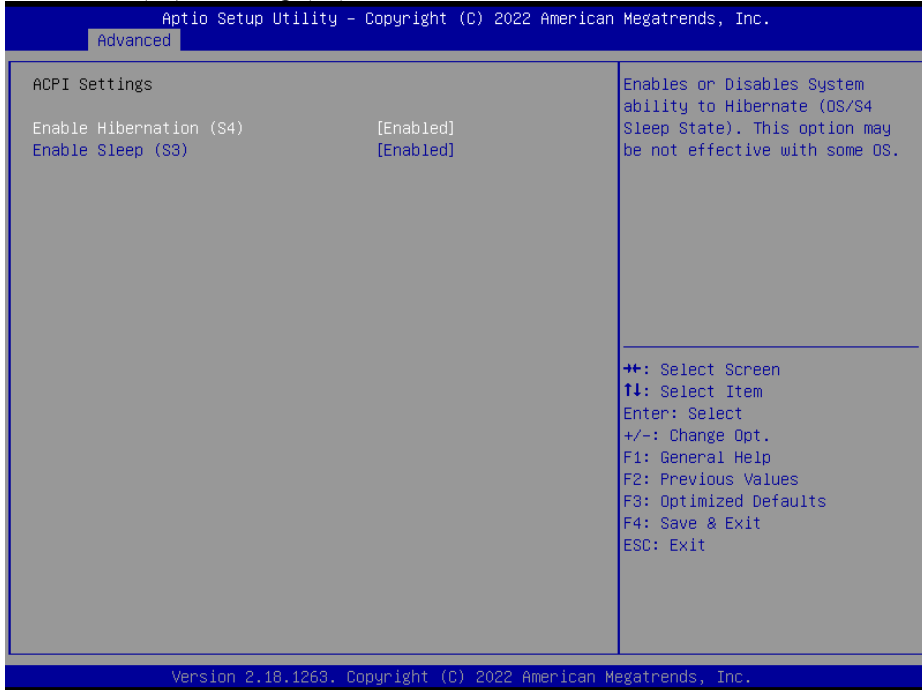 Aptio Setup Utility – Copyright (C) 2022 American Megatrends, Inc.
Advanced
ACPI Settings
Enable Hibernation (S4) [Enabled]
Enable Sleep (S3) [Enabled]
Enables or Disables System
ability to Hibernate (OS/S4
Sleep State). This option may
be not effective with some OS.
→←: Select Screen
↑↓: Select Item
Enter: Select
+/-: Change Opt.
F1: General Help
F2: Previous Values
F3: Optimized Defaults
F4: Save & Exit
ESC: Exit
Version 2.18.1263. Copyright (C) 2022 American Megatrends, Inc.